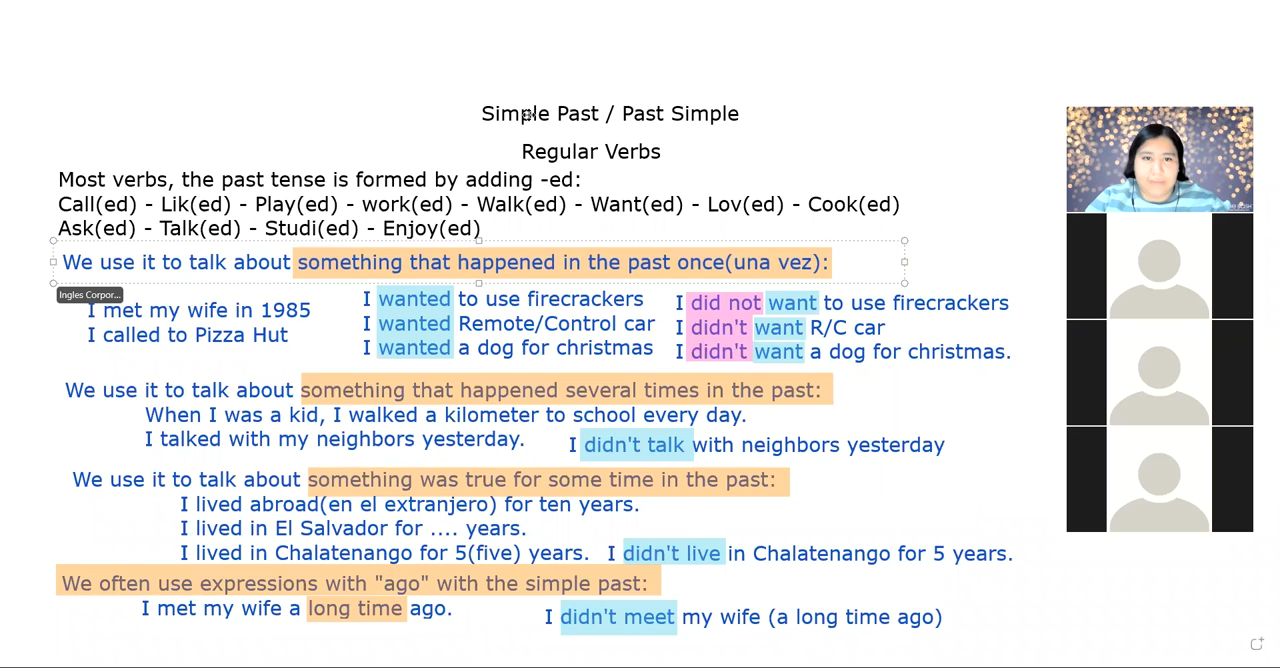 Simple Past / Past Simple
Regular Verbs
Most verbs, the past tense is formed by adding -ed:
Call(ed) - Lik(ed) - Play(ed) - work(ed) - Walk(ed) - Want(ed) - Lov(ed) - Cook(ed)
Ask(ed) - Talk(ed) - Studi(ed) - Enjoy(ed)
We use it to talk about something that happened in the past once(una vez):
Ingles Corpor...
I met my wife in 1985
I called to Pizza Hut
I wanted to use firecrackers
I wanted Remote/Control car
I wanted a dog for christmas
I did not want to use firecrackers
I didn't want R/C car
I didn't want a dog for christmas.
We use it to talk about something that happened several times in the past:
When I was a kid, I walked a kilometer to school every day.
I talked with my neighbors yesterday.
I didn't talk with neighbors yesterday
We use it to talk about something was true for some time in the past:
I lived abroad(en el extranjero) for ten years.
I lived in El Salvador for .... years.
I lived in Chalatenango for 5(five) years.
I didn't live in Chalatenango for 5 years.
We often use expressions with "ago" with the simple past:
I met my wife a long time ago.
I didn't meet my wife (a long time ago)